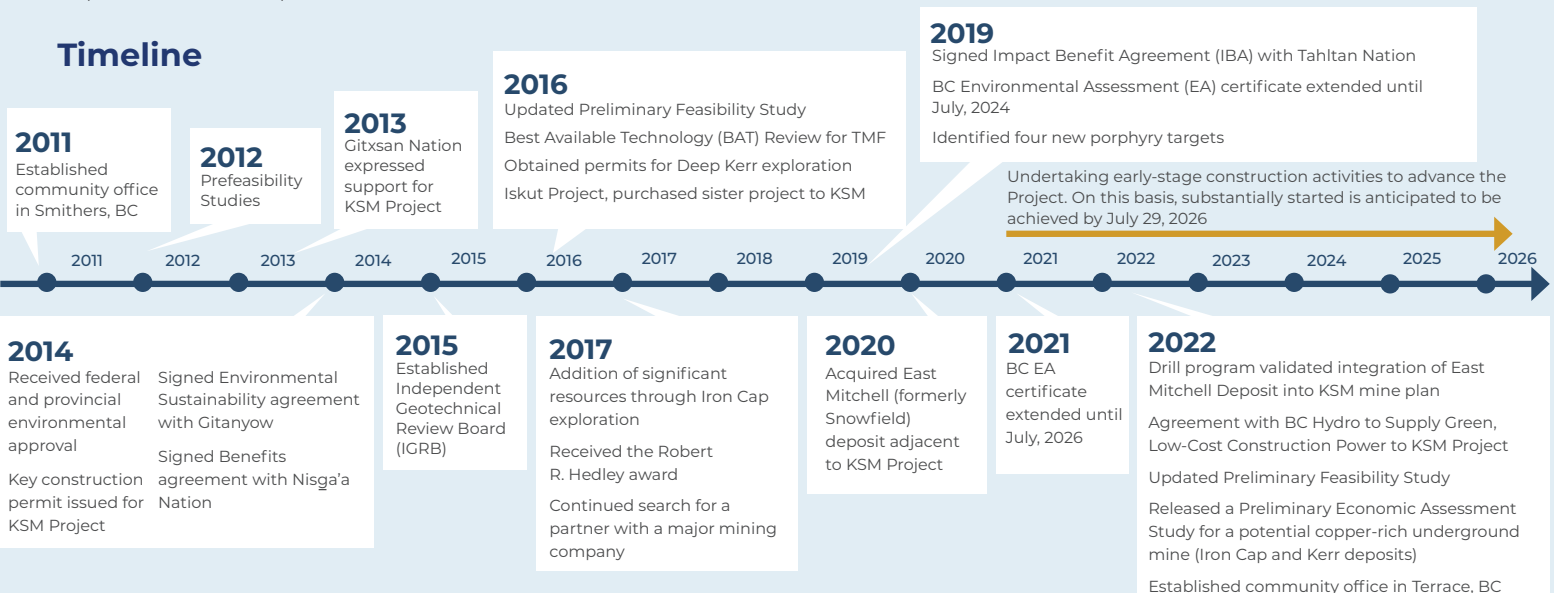 Timeline
2011
Established
community office
in Smithers, BC
2012
Prefeasibility
Studies
2013
Gitxsan Nation
expressed
support for
KSM Project
2016
Updated Preliminary Feasibility Study
Best Available Technology (BAT) Review for TMF
Obtained permits for Deep Kerr exploration
Iskut Project, purchased sister project to KSM
2019
Signed Impact Benefit Agreement (IBA) with Tahltan Nation
BC Environmental Assessment (EA) certificate extended until
July, 2024
Identified four new porphyry targets
Undertaking early-stage construction activities to advance the
Project. On this basis, substantially started is anticipated to be
achieved by July 29, 2026
2011 2012 2013 2014 2015 2016 2017 2018 2019 2020 2021 2022 2023 2024 2025 2026
2014
Received federal
and provincial
environmental
approval
Key construction
permit issued for
KSM Project
Signed Environmental
Sustainability agreement
with Gitanyow
Signed Benefits
agreement with Nisg̲a'a
Nation
2015
Established
Independent
Geotechnical
Review Board
(IGRB)
2017
Addition of significant
resources through Iron Cap
exploration
Received the Robert
R. Hedley award
Continued search for a
partner with a major mining
company
2020
Acquired East
Mitchell (formerly
Snowfield)
deposit adjacent
to KSM Project
2021
BC EA
certificate
extended until
July, 2026
2022
Drill program validated integration of East
Mitchell Deposit into KSM mine plan
Agreement with BC Hydro to Supply Green,
Low-Cost Construction Power to KSM Project
Updated Preliminary Feasibility Study
Released a Preliminary Economic Assessment
Study for a potential copper-rich underground
mine (Iron Cap and Kerr deposits)
Established community office in Terrace, BC